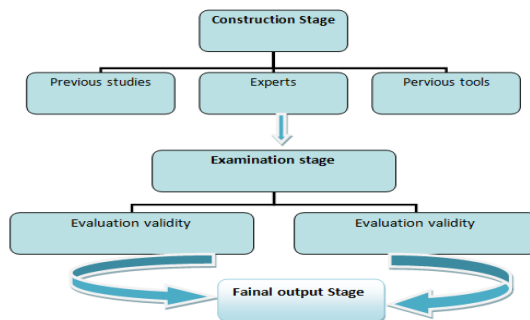 Construction Stage
Previous studies
Experts
Pervious tools
Examination stage
Evaluation validity
Evaluation validity
Fainal output Stage